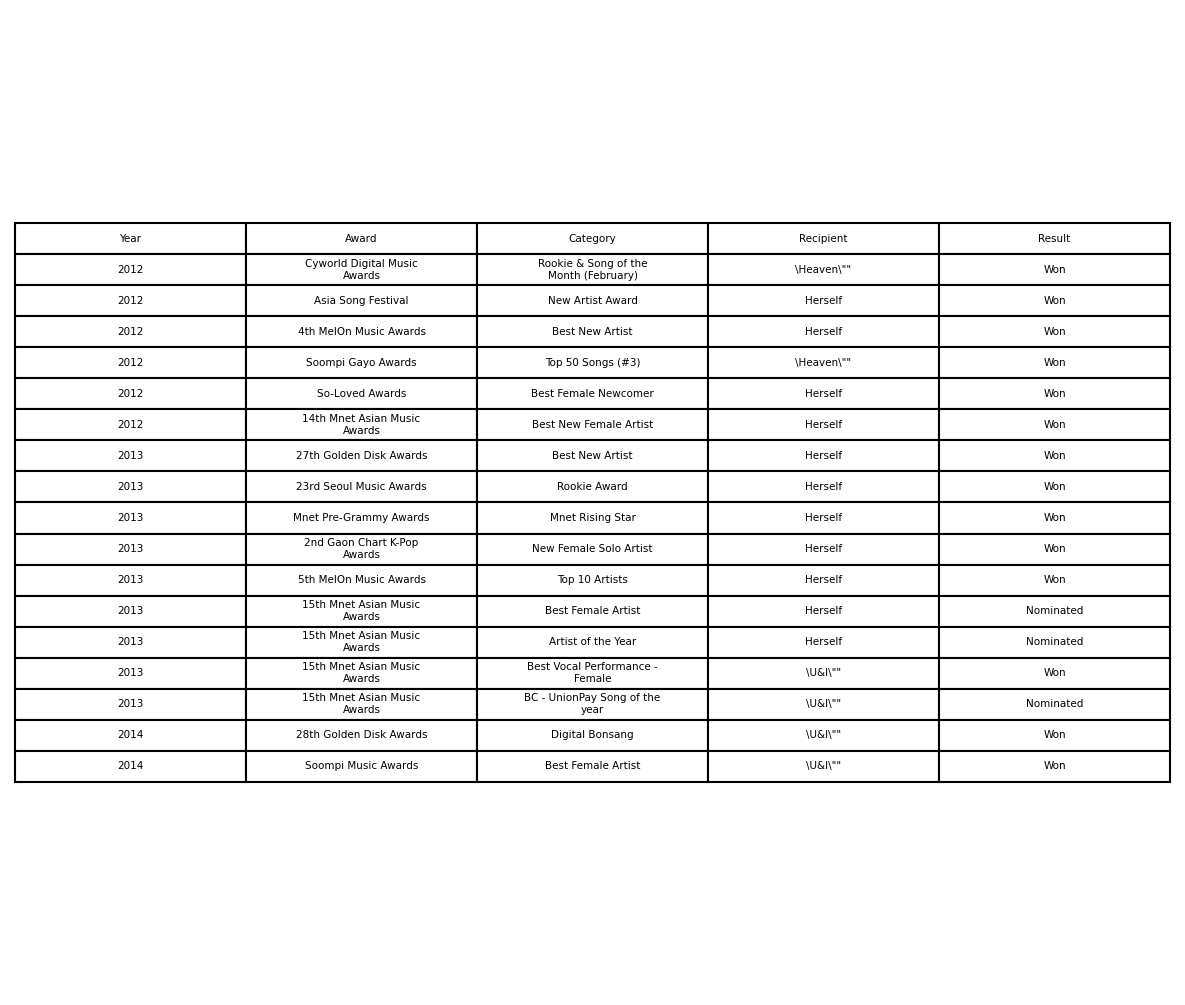 Year Award Category Recipient Result
2012 Cyworld Digital Music Awards Rookie & Song of the Month (February) \Heaven\"" Won
2012 Asia Song Festival New Artist Award Herself Won
2012 4th MelOn Music Awards Best New Artist Herself Won
2012 Soompi Gayo Awards Top 50 Songs (#3) \Heaven\"" Won
2012 So-Loved Awards Best Female Newcomer Herself Won
2012 14th Mnet Asian Music Awards Best New Female Artist Herself Won
2013 27th Golden Disk Awards Best New Artist Herself Won
2013 23rd Seoul Music Awards Rookie Award Herself Won
2013 Mnet Pre-Grammy Awards Mnet Rising Star Herself Won
2013 2nd Gaon Chart K-Pop Awards New Female Solo Artist Herself Won
2013 5th MelOn Music Awards Top 10 Artists Herself Won
2013 15th Mnet Asian Music Awards Best Female Artist Herself Nominated
2013 15th Mnet Asian Music Awards Artist of the Year Herself Nominated
2013 15th Mnet Asian Music Awards Best Vocal Performance - Female \U&I\"" Won
2013 15th Mnet Asian Music Awards BC - UnionPay Song of the year \U&I\"" Nominated
2014 28th Golden Disk Awards Digital Bonsang \U&I\"" Won
2014 Soompi Music Awards Best Female Artist \U&I\"" Won